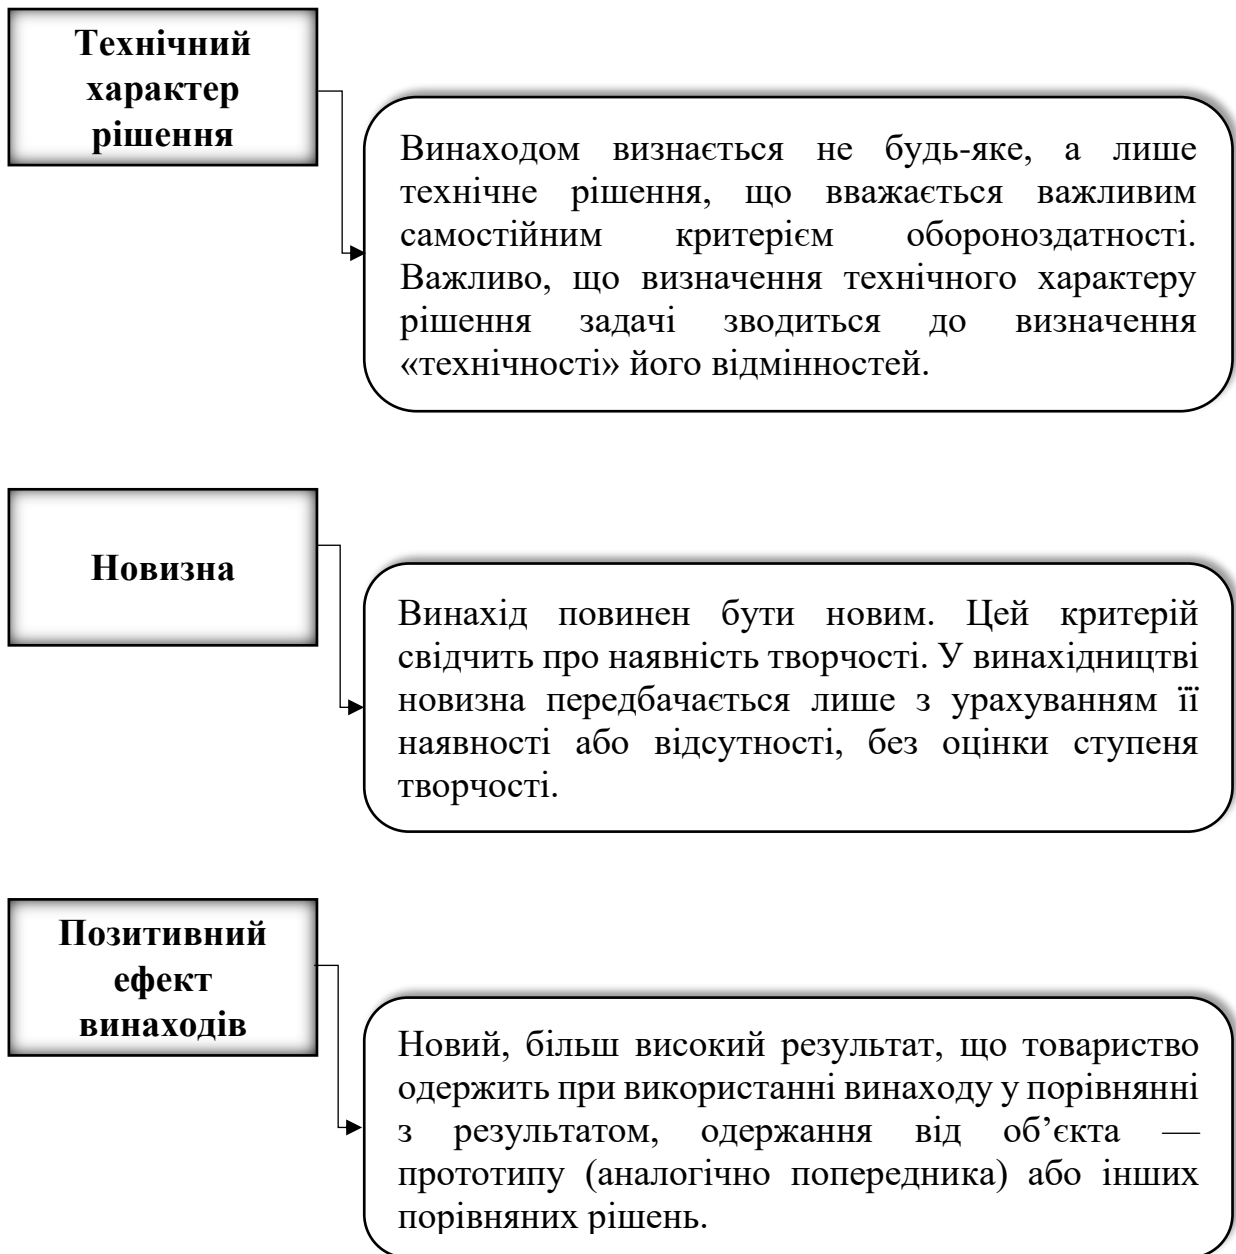 Технічний
характер
рішення
Винаходом визнається не будь-яке, а лише
технічне рішення, що вважається важливим
самостійним критерієм обороноздатності.
Важливо, що визначення технічного характеру
рішення задачі зводиться до визначення
«технічності» його відмінностей.
Новизна
Винахід повинен бути новим. Цей критерій
свідчить про наявність творчості. У винахідництві
новизна передбачається лише з урахуванням її
наявності або відсутності, без оцінки ступеня
творчості.
Позитивний
ефект
винаходів
Новий, більш високий результат, що товариство
одержить при використанні винаходу у порівнянні
з результатом, одержання від об’єкта —
прототипу (аналогічно попередника) або інших
порівняних рішень.